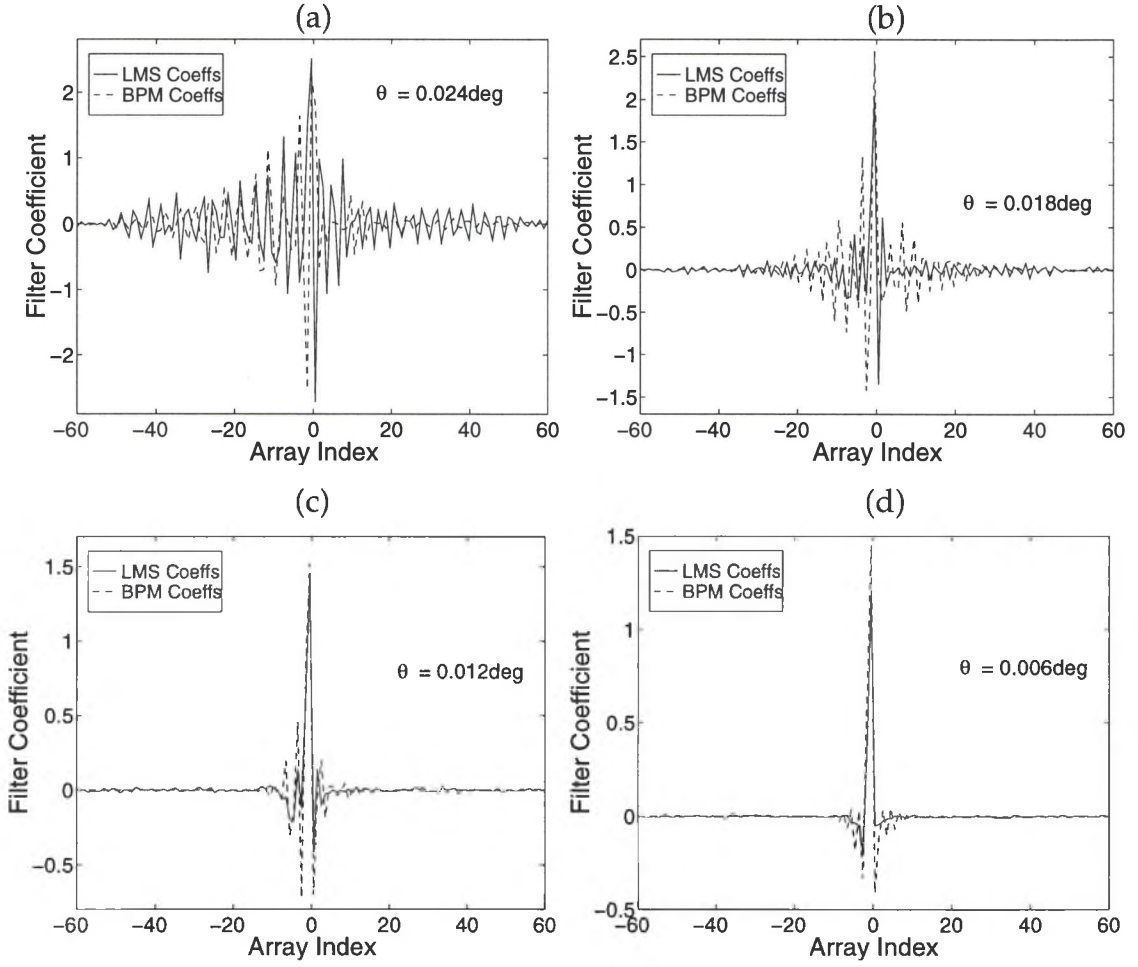 (a)
LMS Coeffs
BPM Coeffs
θ = 0.024deg
Filter Coefficient
2
1
0
−1
−2
−60 −40 −20 0 20 40 60
Array Index
(b)
LMS Coeffs
BPM Coeffs
θ = 0.018deg
Filter Coefficient
2.5
2
1.5
1
0.5
0
−0.5
−1
−1.5
−60 −40 −20 0 20 40 60
Array Index
(c)
LMS Coeffs
BPM Coeffs
θ = 0.012deg
Filter Coefficient
1.5
1
0.5
0
−0.5
−60 −40 −20 0 20 40 60
Array Index
(d)
LMS Coeffs
BPM Coeffs
θ = 0.006deg
Filter Coefficient
1.5
1
0.5
0
−0.5
−60 −40 −20 0 20 40 60
Array Index